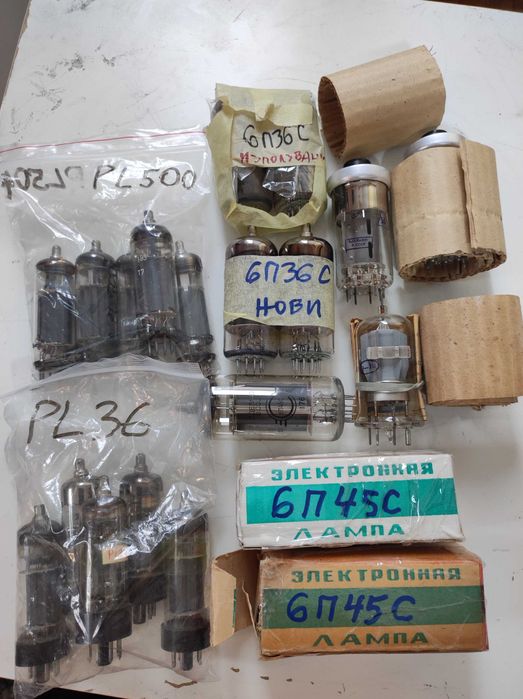 6П36С
ИЗПОЛЗВАНИ
PL504
PL500
6П36С
НОВИ
PL36
ЭЛЕКТРОННАЯ
6П45С
ЛАМПА
ЭЛЕКТРОННАЯ
6П45С
ЛАМПА